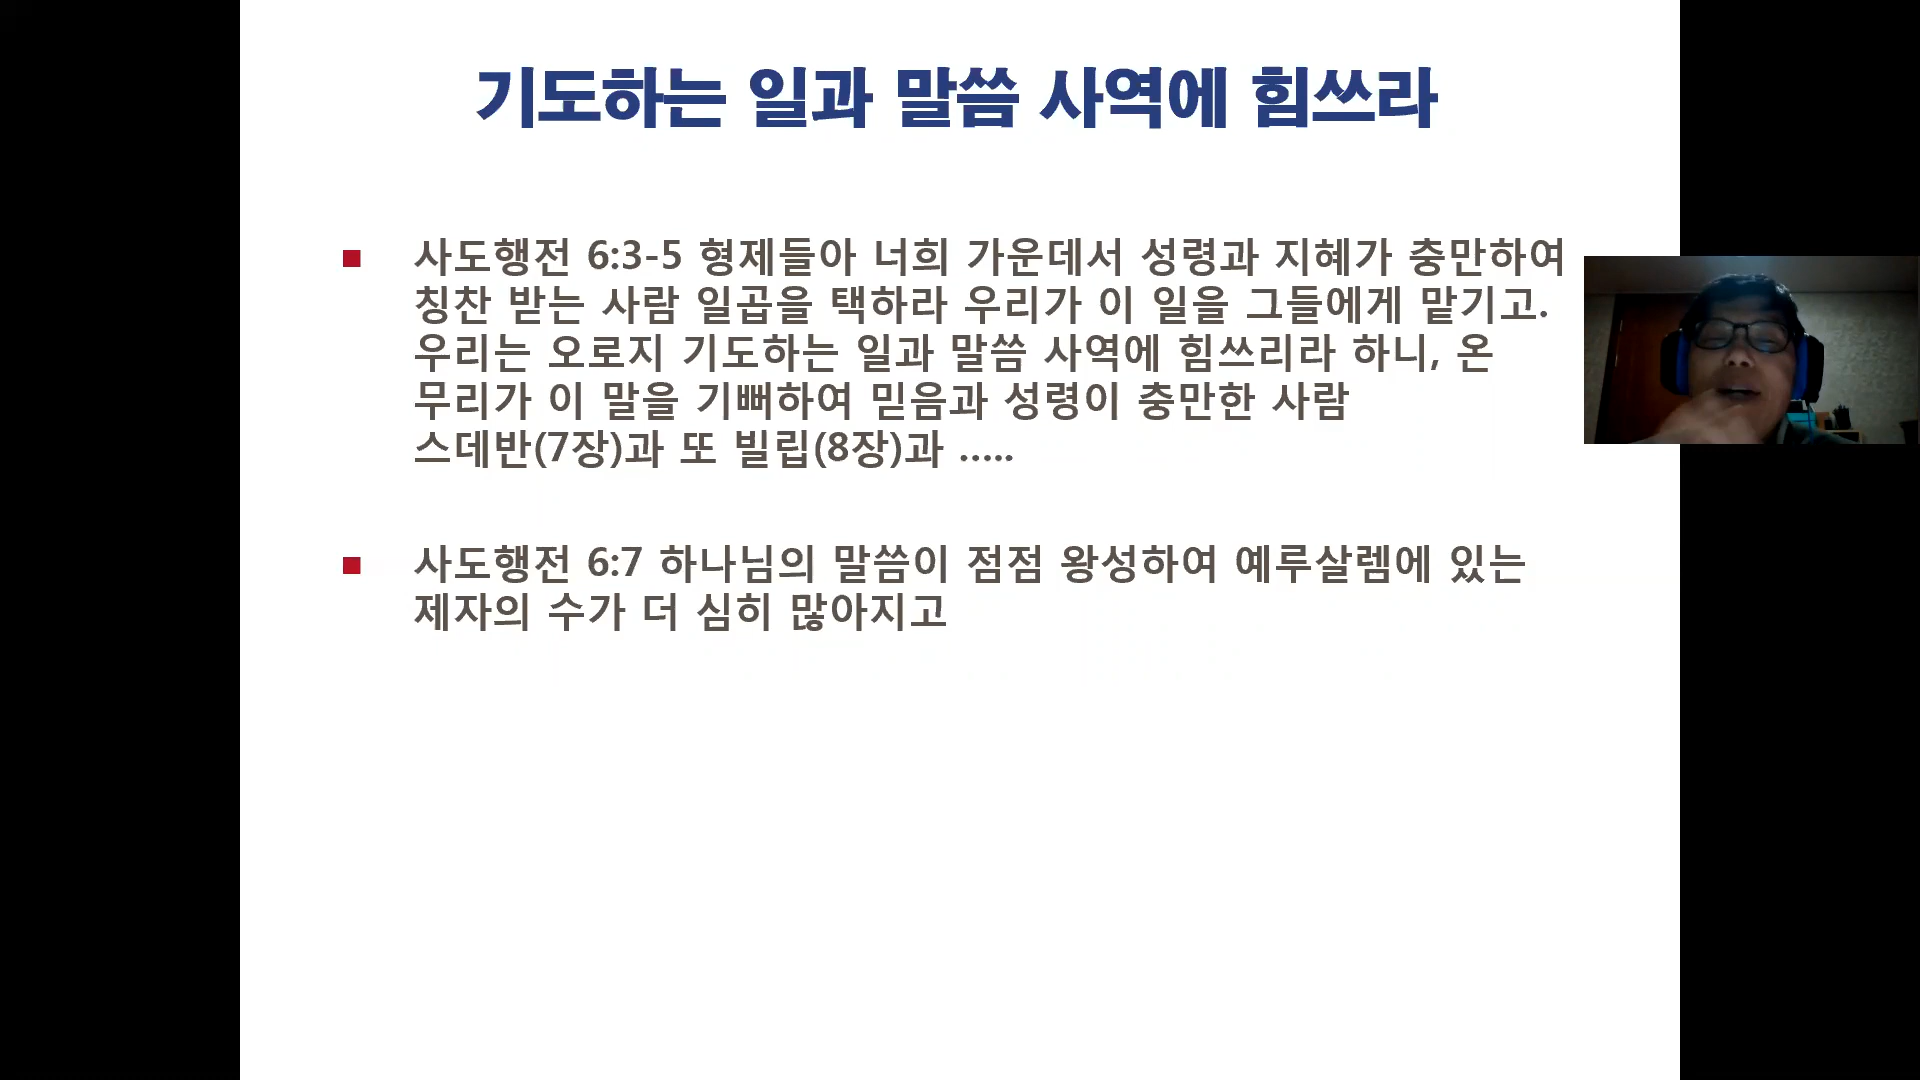 기도하는 일과 말씀 사역에 힘쓰라
■ 사도행전 6:3-5 형제들아 너희 가운데서 성령과 지혜가 충만하여
칭찬 받는 사람 일곱을 택하라 우리가 이 일을 그들에게 맡기고.
우리는 오로지 기도하는 일과 말씀 사역에 힘쓰리라 하니, 온
무리가 이 말을 기뻐하여 믿음과 성령이 충만한 사람
스데반(7장)과 또 빌립(8장)과 .....
■ 사도행전 6:7 하나님의 말씀이 점점 왕성하여 예루살렘에 있는
제자의 수가 더 심히 많아지고